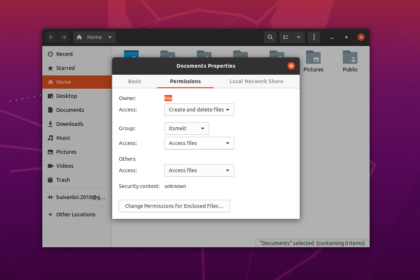 Home
Documents Properties
Recent
Starred
Home
Desktop
Documents
Downloads
Music
Pictures
Videos
Trash
buivanloi.2010@g...
Other Locations
Basic
Permissions
Local Network Share
Owner:
Access: Create and delete files
Group: itsmeit
Access: Access files
Others
Access: Access files
Security context: unknown
Change Permissions for Enclosed Files…
Pictures
Public
"Documents" selected (containing 0 items)